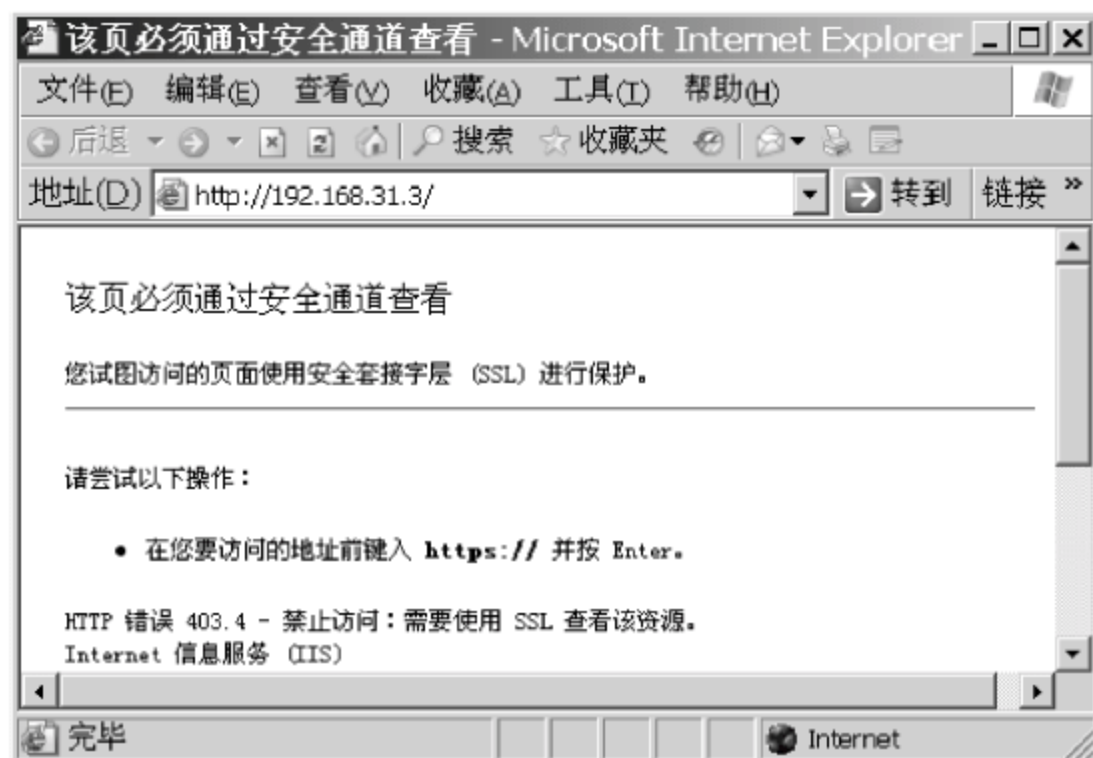 该页必须通过安全通道查看 - Microsoft Internet Explorer
文件(F) 编辑(E) 查看(V) 收藏(A) 工具(T) 帮助(H)
后退 搜索 收藏夹
地址(D) http://192.168.31.3/ 转到 链接 »
该页必须通过安全通道查看
您试图访问的页面使用安全套接字层 (SSL) 进行保护。
请尝试以下操作：
• 在您要访问的地址前键入 https:// 并按 Enter。
HTTP 错误 403.4 - 禁止访问：需要使用 SSL 查看该资源。
Internet 信息服务 (IIS)
完毕 Internet